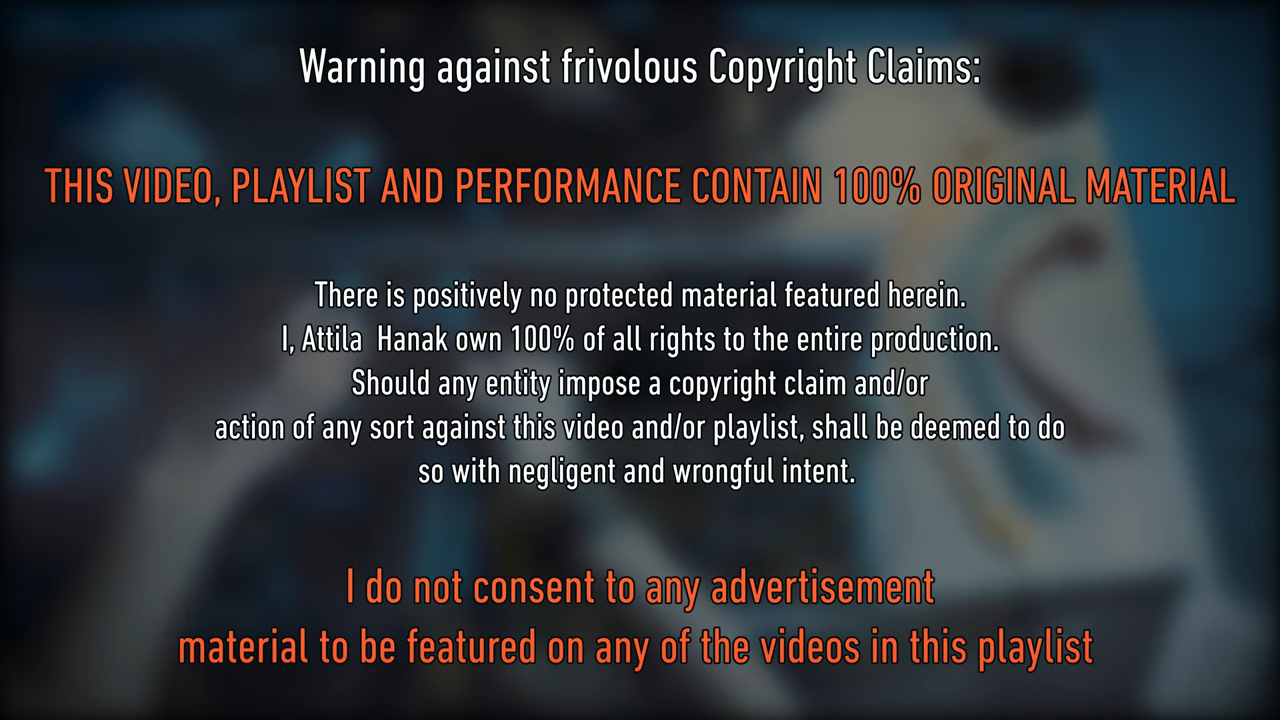 Warning against frivolous Copyright Claims:
THIS VIDEO, PLAYLIST AND PERFORMANCE CONTAIN 100% ORIGINAL MATERIAL
There is positively no protected material featured herein.
I, Attila Hanak own 100% of all rights to the entire production.
Should any entity impose a copyright claim and/or
action of any sort against this video and/or playlist, shall be deemed to do
so with negligent and wrongful intent.
I do not consent to any advertisement
material to be featured on any of the videos in this playlist